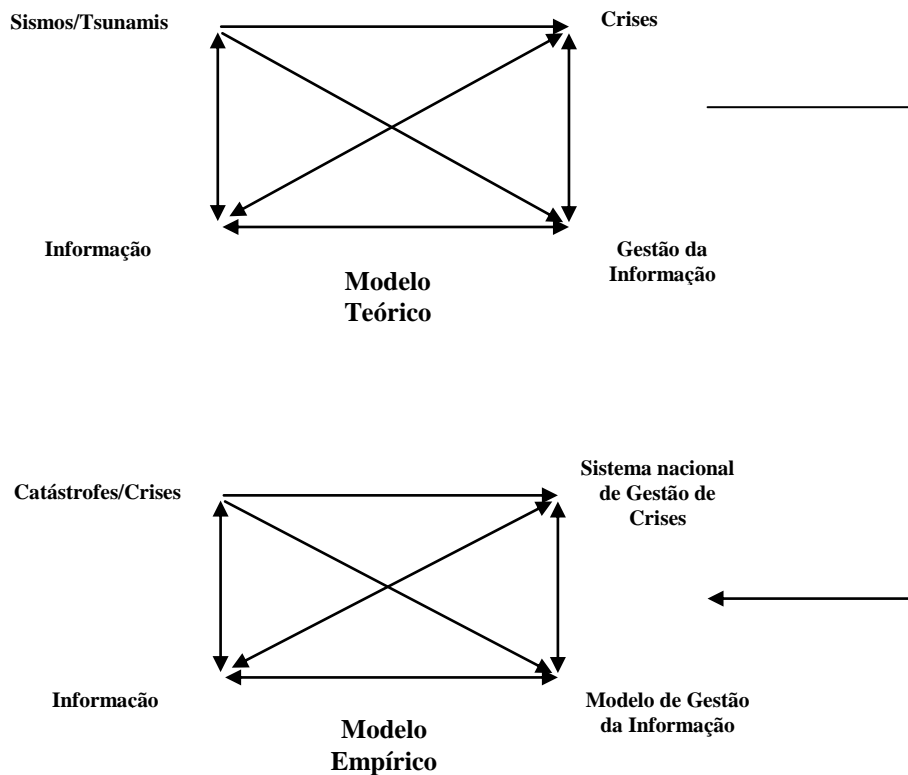 Sismos/Tsunamis
Crises
Informação
Gestão da
Informação
Modelo
Teórico
Catástrofes/Crises
Sistema nacional
de Gestão de
Crises
Informacão
Modelo de Gestão
da Informação
Modelo
Empírico